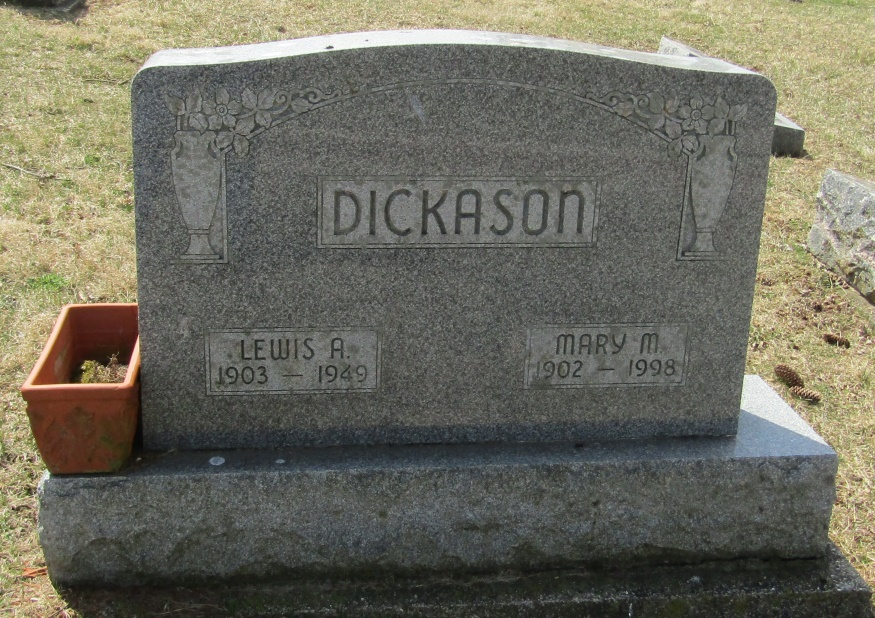 DICKASON
LEWIS A.
1903 — 1949
MARY M.
1902 — 1998